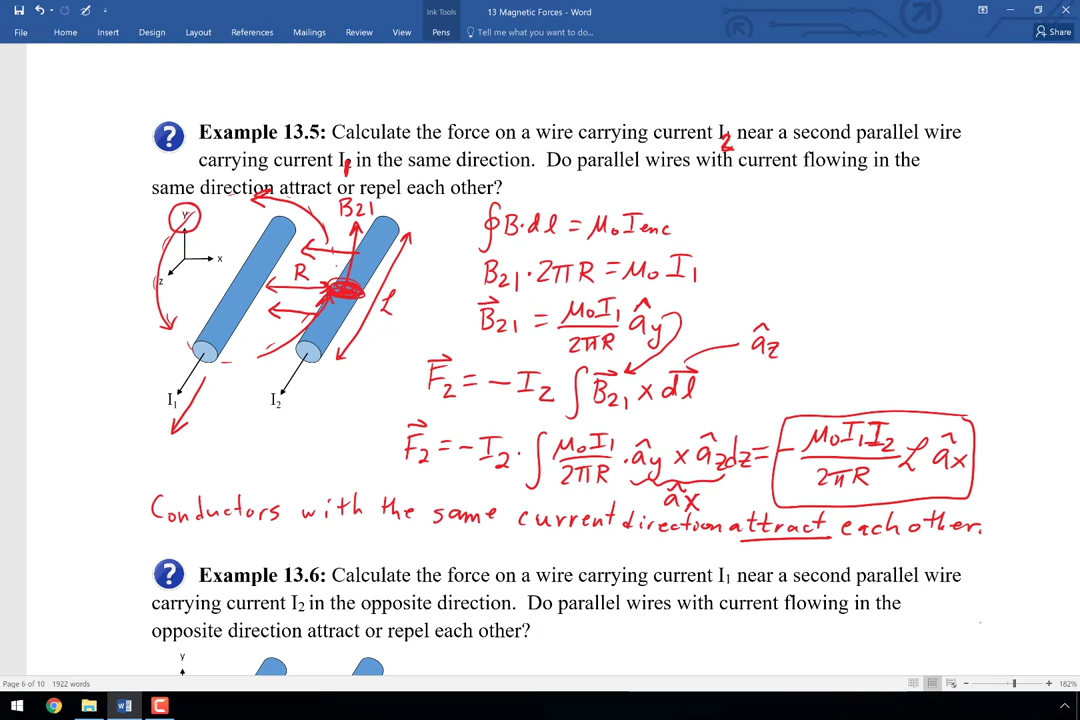 Ink Tools
13 Magnetic Forces - Word
File Home Insert Design Layout References Mailings Review View Pens Tell me what you want to do... Share
Example 13.5: Calculate the force on a wire carrying current I2 near a second parallel wire
carrying current I1 in the same direction. Do parallel wires with current flowing in the
same direction attract or repel each other?
y
x
z
B21
R
L
I₁
I₂
∮B·dl = μ₀Ienc
B21·2πR = μ₀I₁
B⃗21 = μ₀I₁/2πR ây
âz
F⃗₂ = −I₂ ∫B⃗21 × dl⃗
F⃗₂ = −I₂·∫ μ₀I₁/2πR · ây × âz dz = −μ₀I₁I₂/2πR L âx
âx
Conductors with the same current direction attract each other.
Example 13.6: Calculate the force on a wire carrying current I₁ near a second parallel wire
carrying current I₂ in the opposite direction. Do parallel wires with current flowing in the
opposite direction attract or repel each other?
y
Page 6 of 10 1922 words
182%